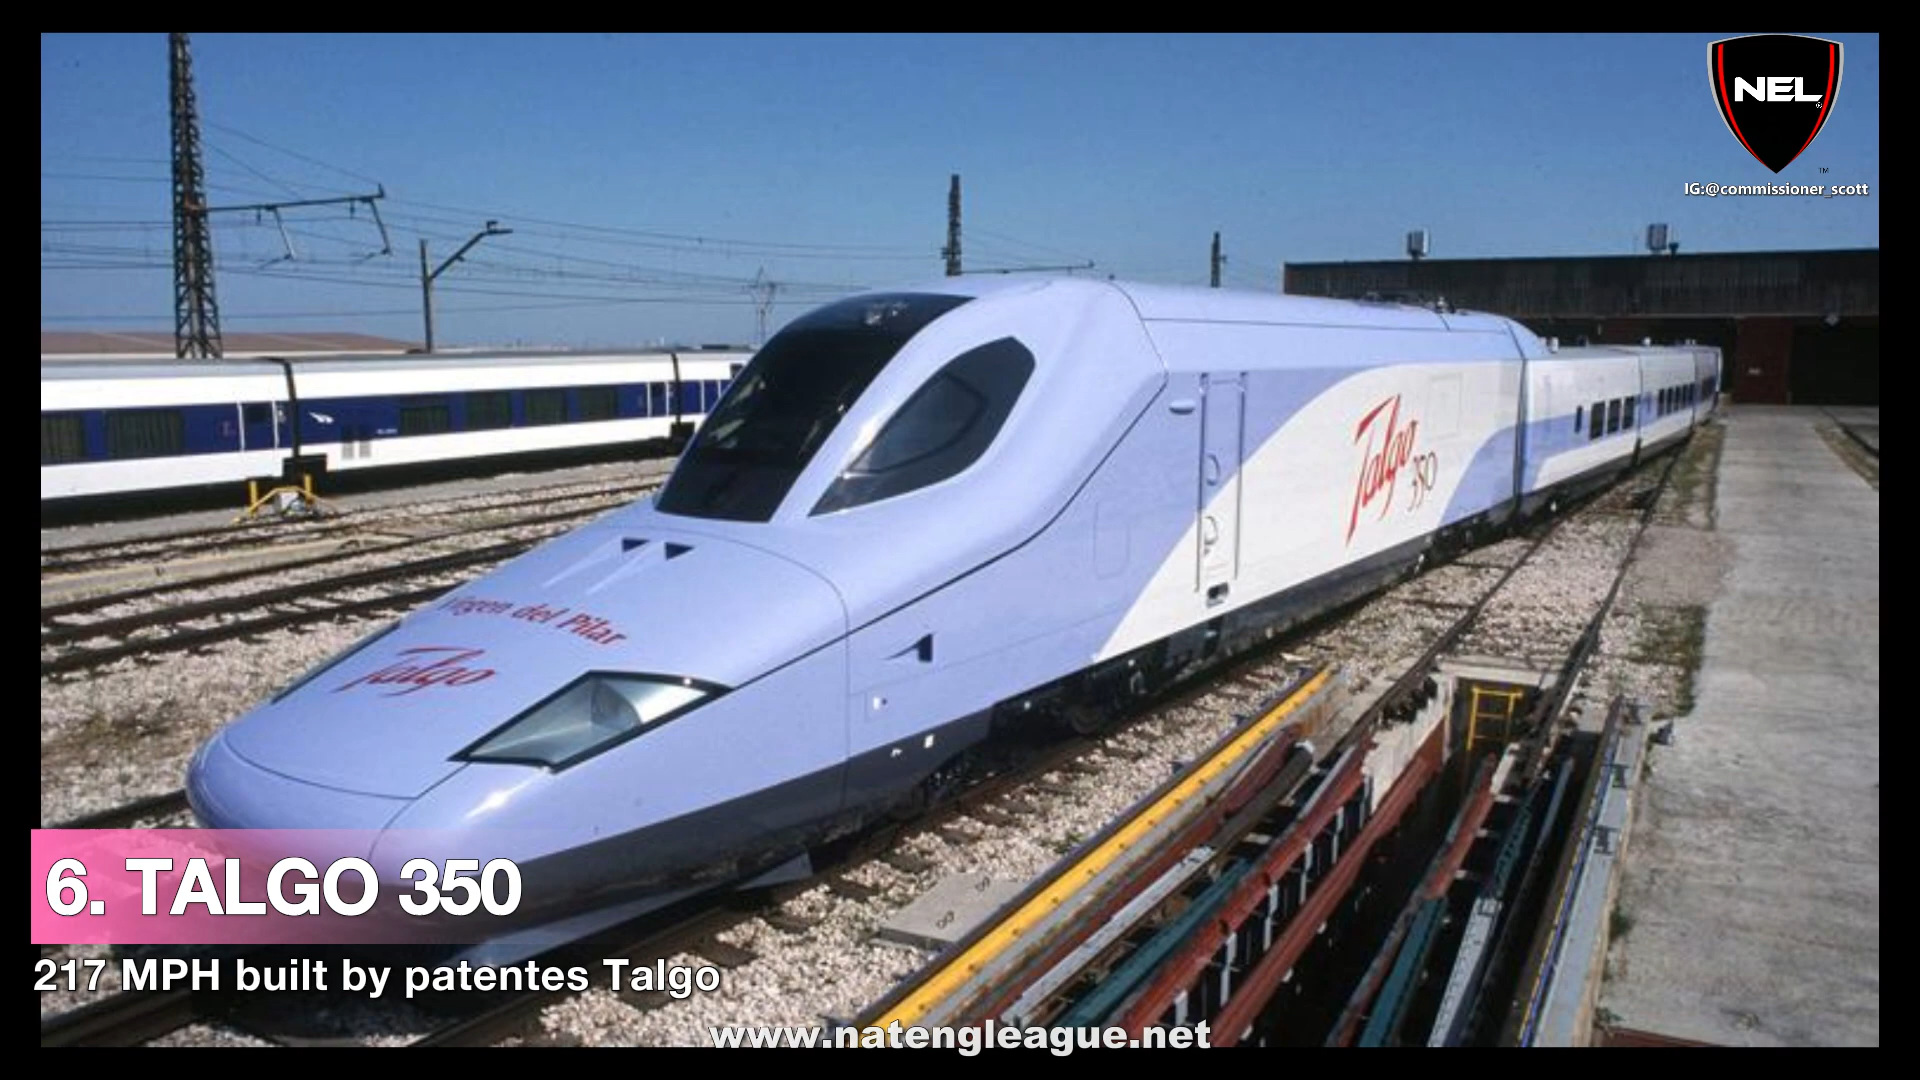 NEL
TM
IG:@commissioner_scott
Talgo
350
del Pilar
Talgo
6. TALGO 350
217 MPH built by patentes Talgo
www.natengleague.net